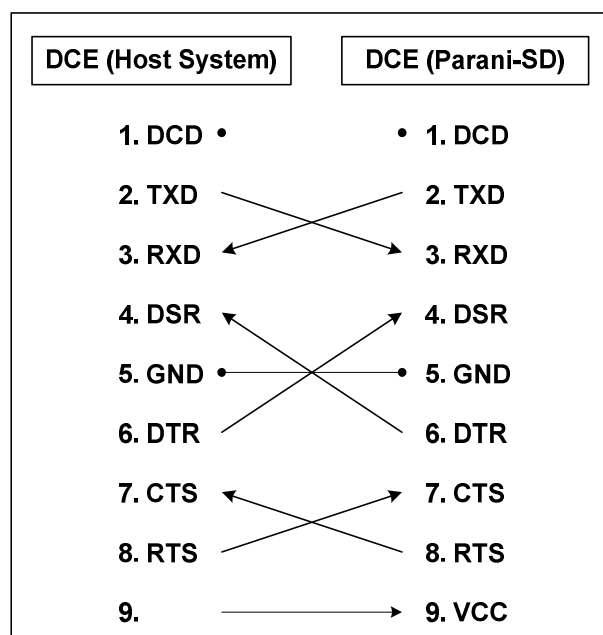 DCE (Host System) DCE (Parani-SD)
1. DCD 1. DCD
2. TXD 2. TXD
3. RXD 3. RXD
4. DSR 4. DSR
5. GND 5. GND
6. DTR 6. DTR
7. CTS 7. CTS
8. RTS 8. RTS
9. 9. VCC